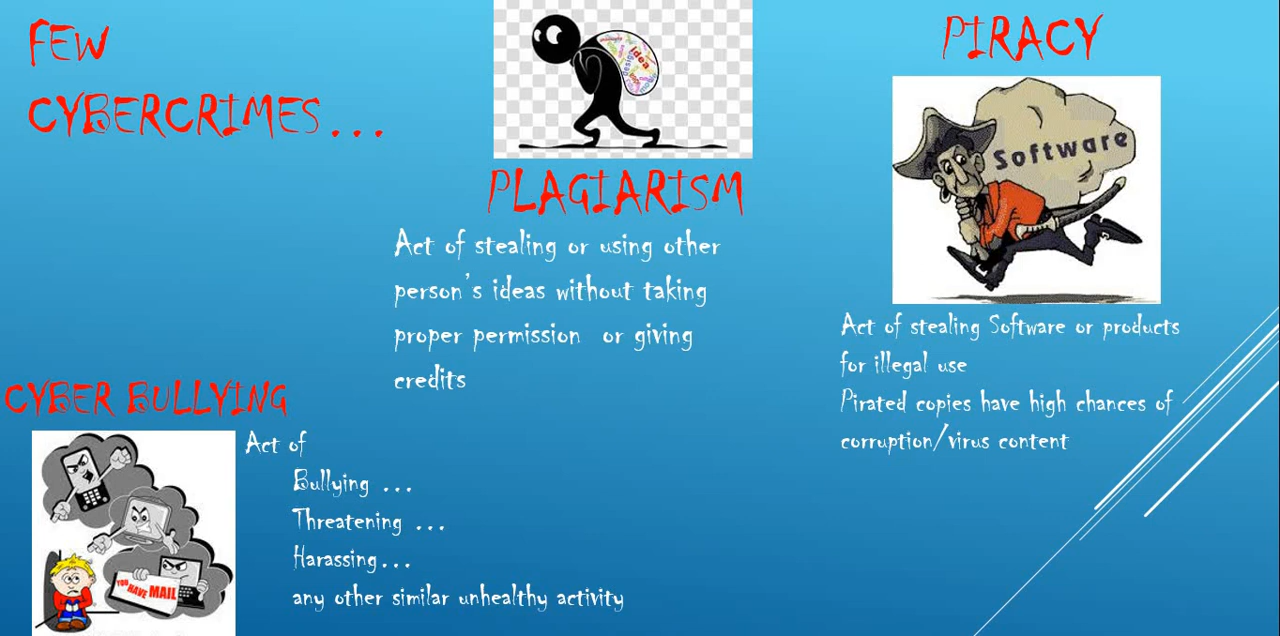 FEW
CYBERCRIMES...
idea
PLAGIARISM
Act of stealing or using other
person's ideas without taking
proper permission or giving
credits
PIRACY
Software
Act of stealing Software or products
for illegal use
Pirated copies have high chances of
corruption/virus content
CYBER BULLYING
Act of
Bullying ...
Threatening ...
Harassing...
any other similar unhealthy activity
YOU HAVE MAIL